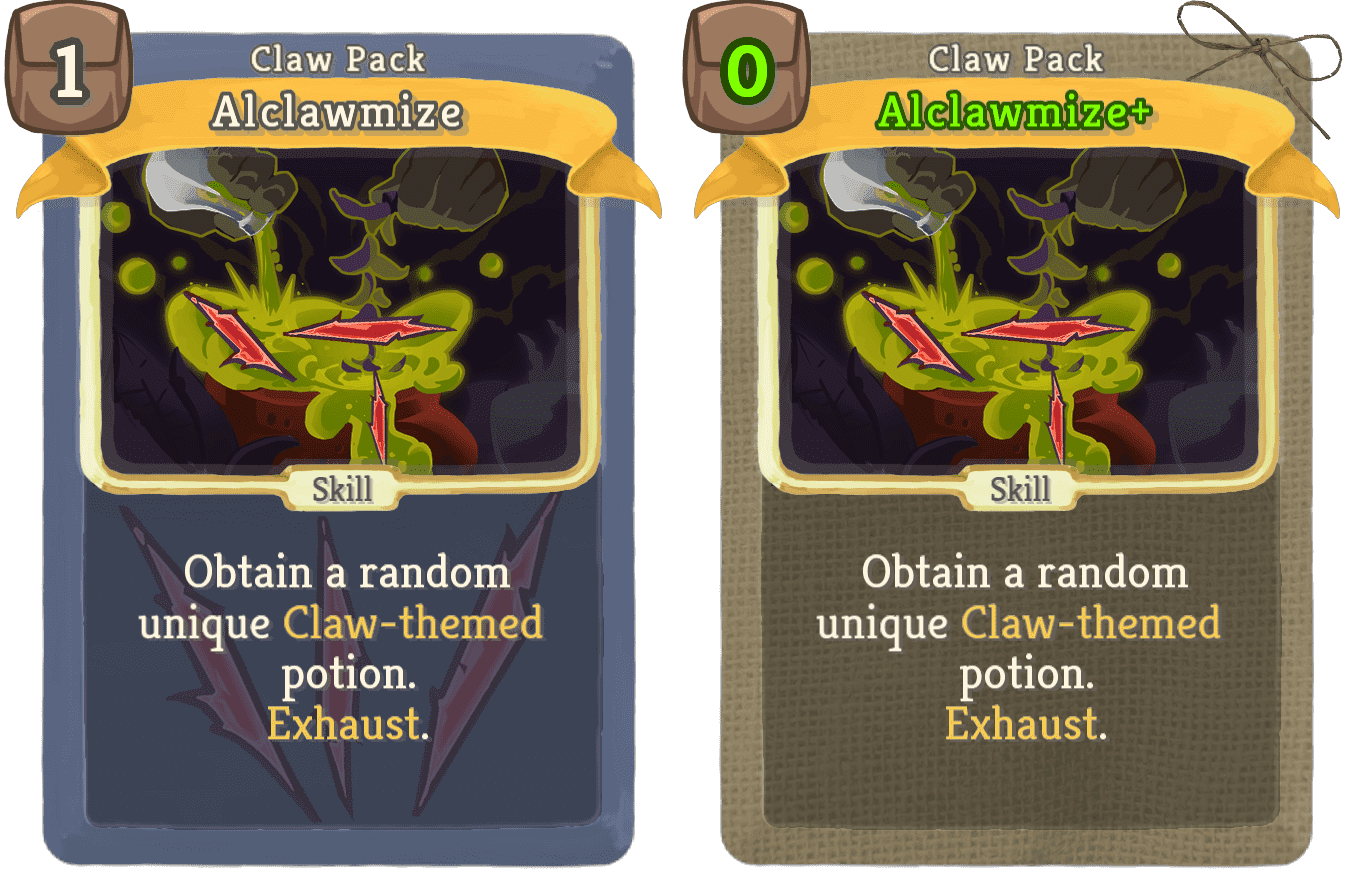 1
Claw Pack
Alclawmize
Skill
Obtain a random
unique Claw-themed
potion.
Exhaust.
0
Claw Pack
Alclawmize+
Skill
Obtain a random
unique Claw-themed
potion.
Exhaust.